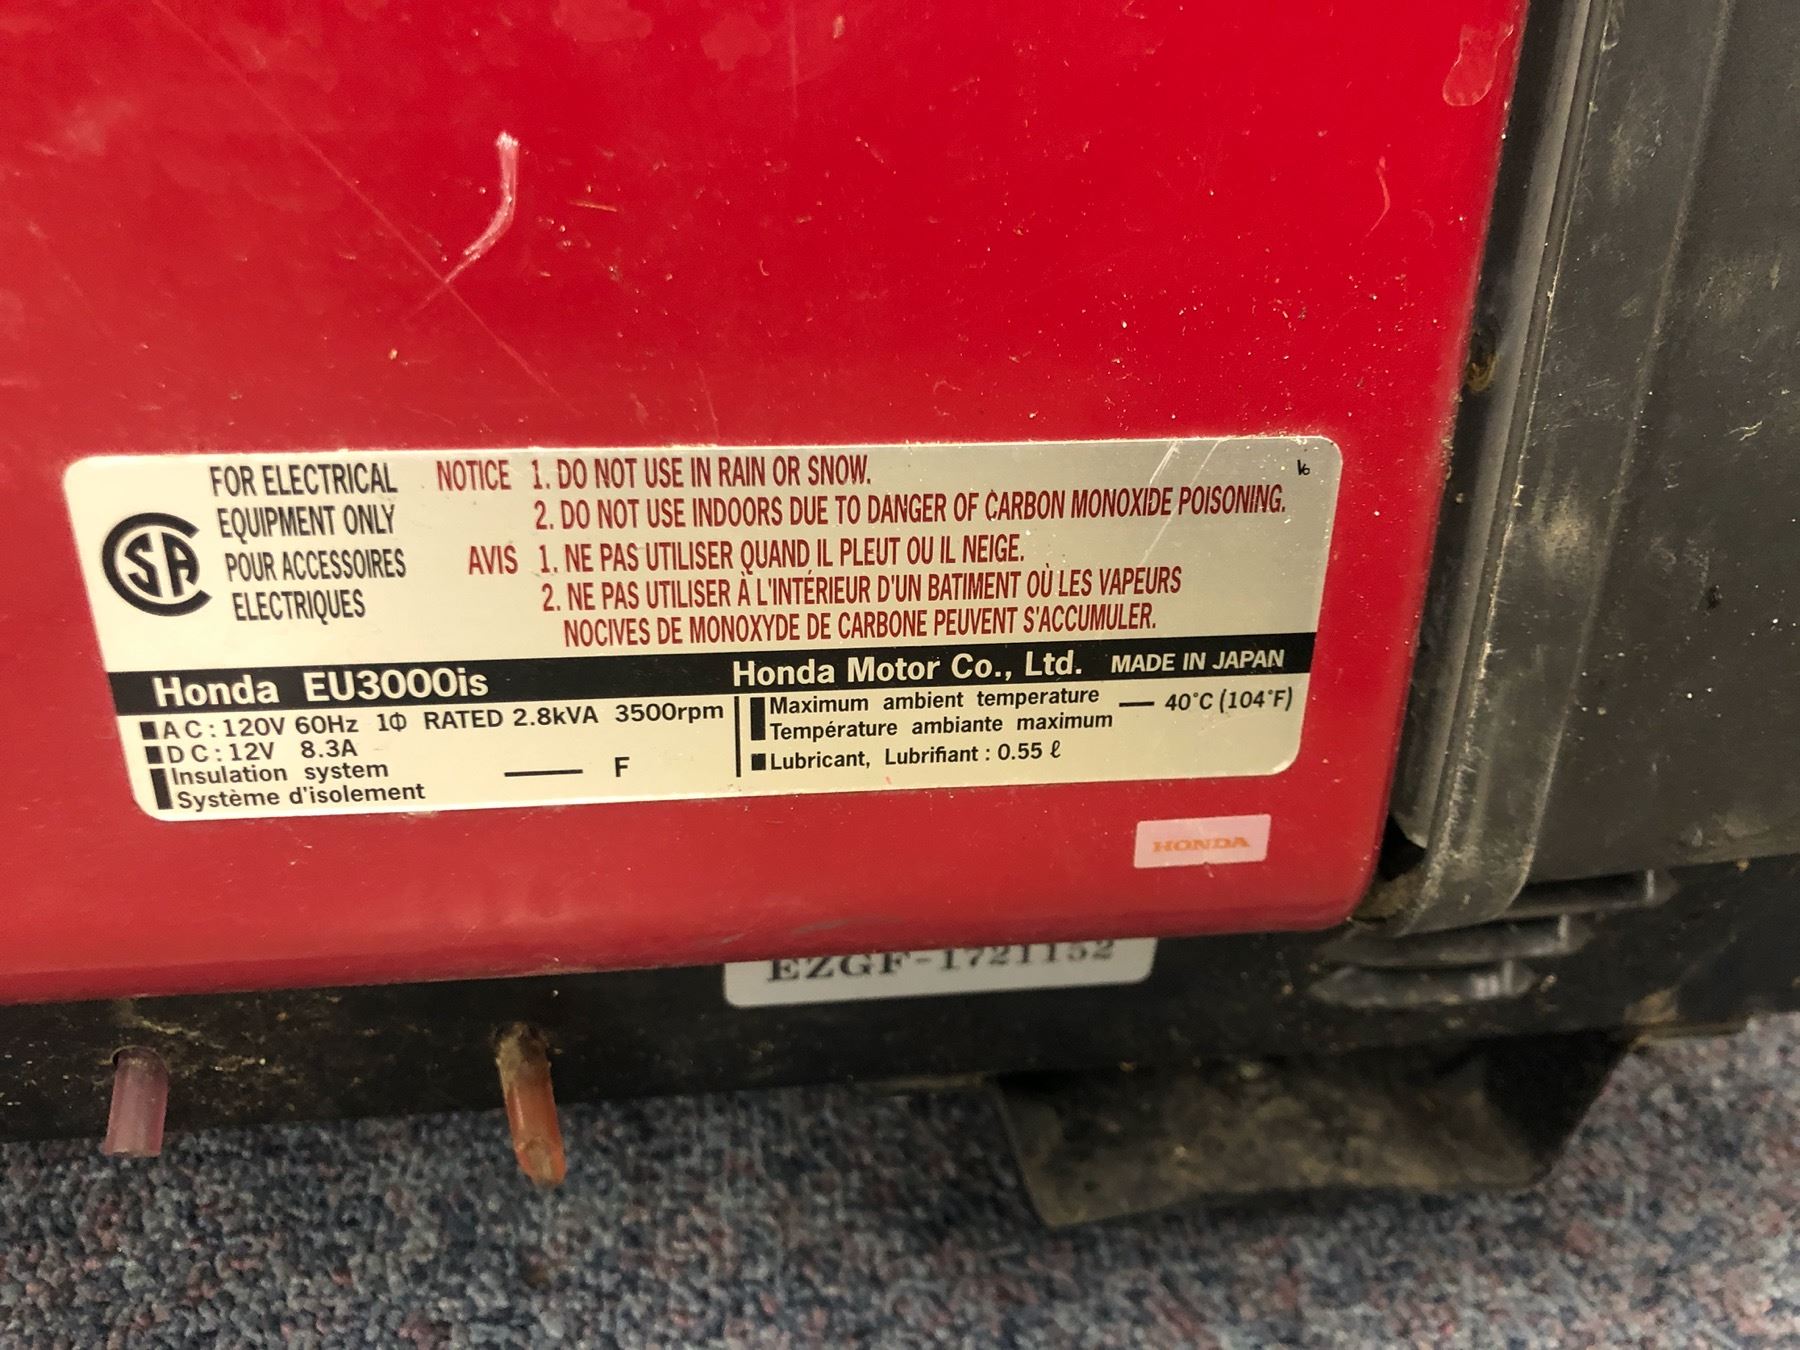 FOR ELECTRICAL
EQUIPMENT ONLY
POUR ACCESSOIRES
ELECTRIQUES
SA
NOTICE 1. DO NOT USE IN RAIN OR SNOW.
2. DO NOT USE INDOORS DUE TO DANGER OF CARBON MONOXIDE POISONING.
AVIS 1. NE PAS UTILISER QUAND IL PLEUT OU IL NEIGE.
2. NE PAS UTILISER À L'INTÉRIEUR D'UN BATIMENT OÙ LES VAPEURS
NOCIVES DE MONOXYDE DE CARBONE PEUVENT S'ACCUMULER.
Honda EU3000is
Honda Motor Co., Ltd. MADE IN JAPAN
AC : 120V 60Hz 1Φ RATED 2.8kVA 3500rpm
DC : 12V 8.3A
Insulation system
Système d'isolement — F
Maximum ambient temperature — 40°C (104°F)
Température ambiante maximum
Lubricant, Lubrifiant : 0.55 ℓ
HONDA
EZGF-1721152